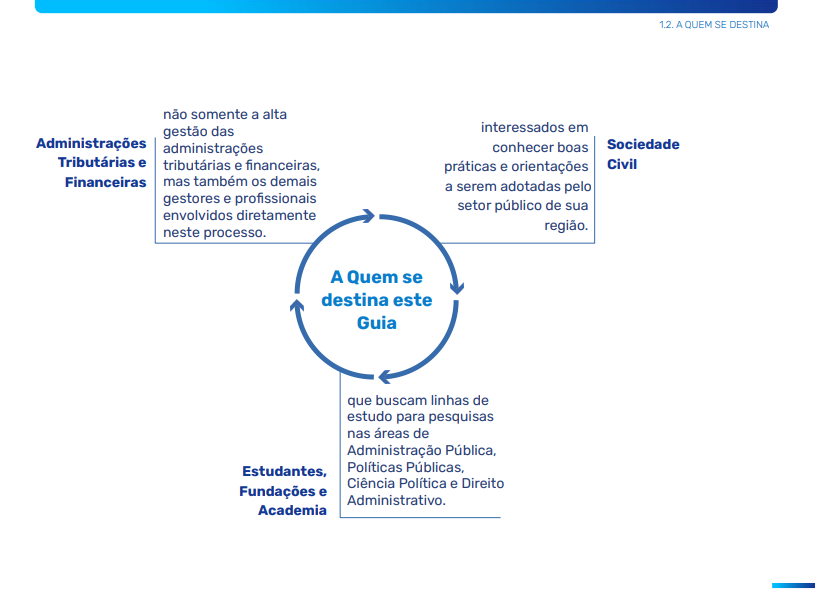 1.2. A QUEM SE DESTINA
Administrações
Tributárias e
Financeiras
não somente a alta
gestão das
administrações
tributárias e financeiras,
mas também os demais
gestores e profissionais
envolvidos diretamente
neste processo.
interessados em
conhecer boas
práticas e orientações
a serem adotadas pelo
setor público de sua
região.
Sociedade
Civil
A Quem se
destina este
Guia
Estudantes,
Fundações e
Academia
que buscam linhas de
estudo para pesquisas
nas áreas de
Administração Pública,
Políticas Públicas,
Ciência Política e Direito
Administrativo.